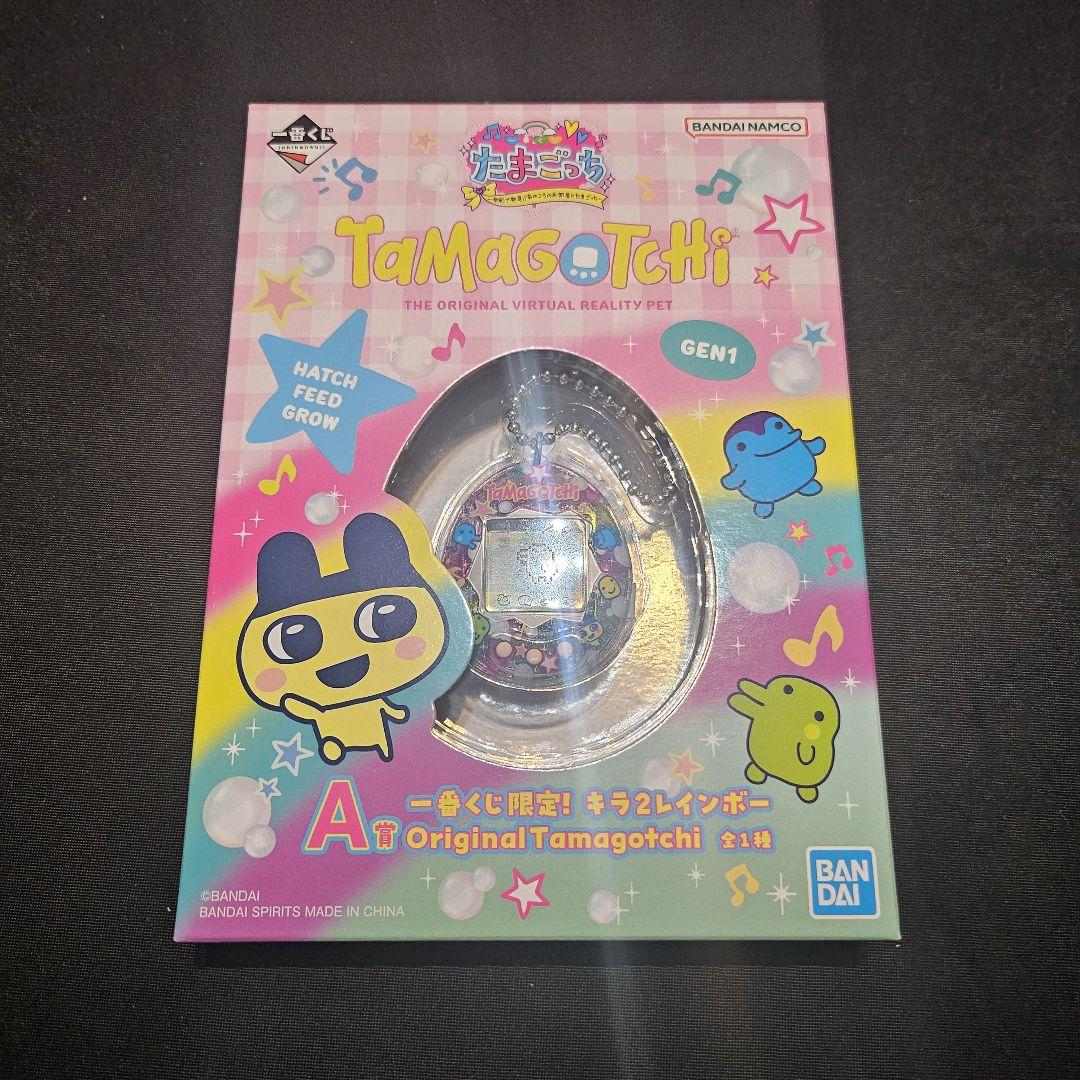 一番くじ
ichibankuji
たまごっち
BANDAI NAMCO
TaMaGoTCHi
THE ORIGINAL VIRTUAL REALITY PET
HATCH
FEED
GROW
GEN1
TaMaGoTCHi
A賞
一番くじ限定! キラ2レインボー
Original Tamagotchi 全1種
©BANDAI
BANDAI SPIRITS MADE IN CHINA
BAN
DAI